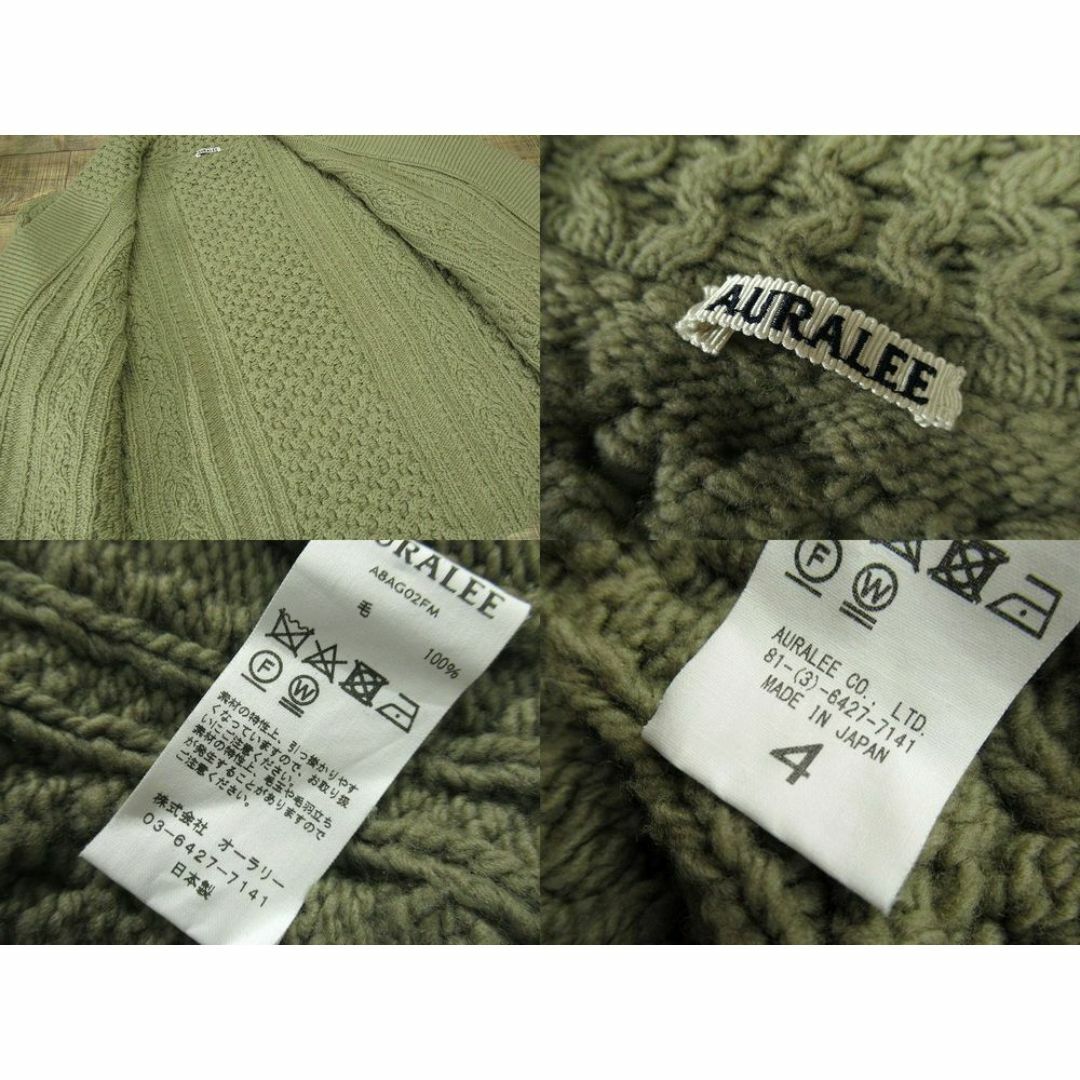 AURALEE
AURALEE
AURALEE
A8AG02FM
毛
100%
F
W
素材の特性上、引っ掛かりやす
くなっていますので、お取り扱
いにご注意ください。
素材の特性上、毛玉や毛羽立ち
が発生することがありますので
ご注意ください。
株式会社 オーラリー
03-6427-7141
日本製
F
W
AURALEE CO., LTD.
81-(3)-6427-7141
MADE IN JAPAN
4